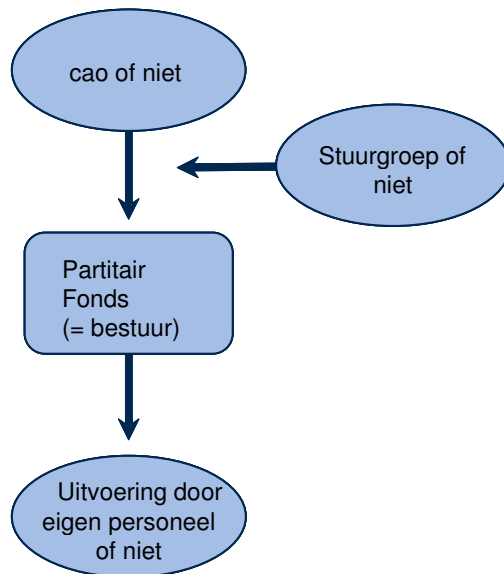 cao of niet
Stuurgroep of
niet
Partitair
Fonds
(= bestuur)
Uitvoering door
eigen personeel
of niet